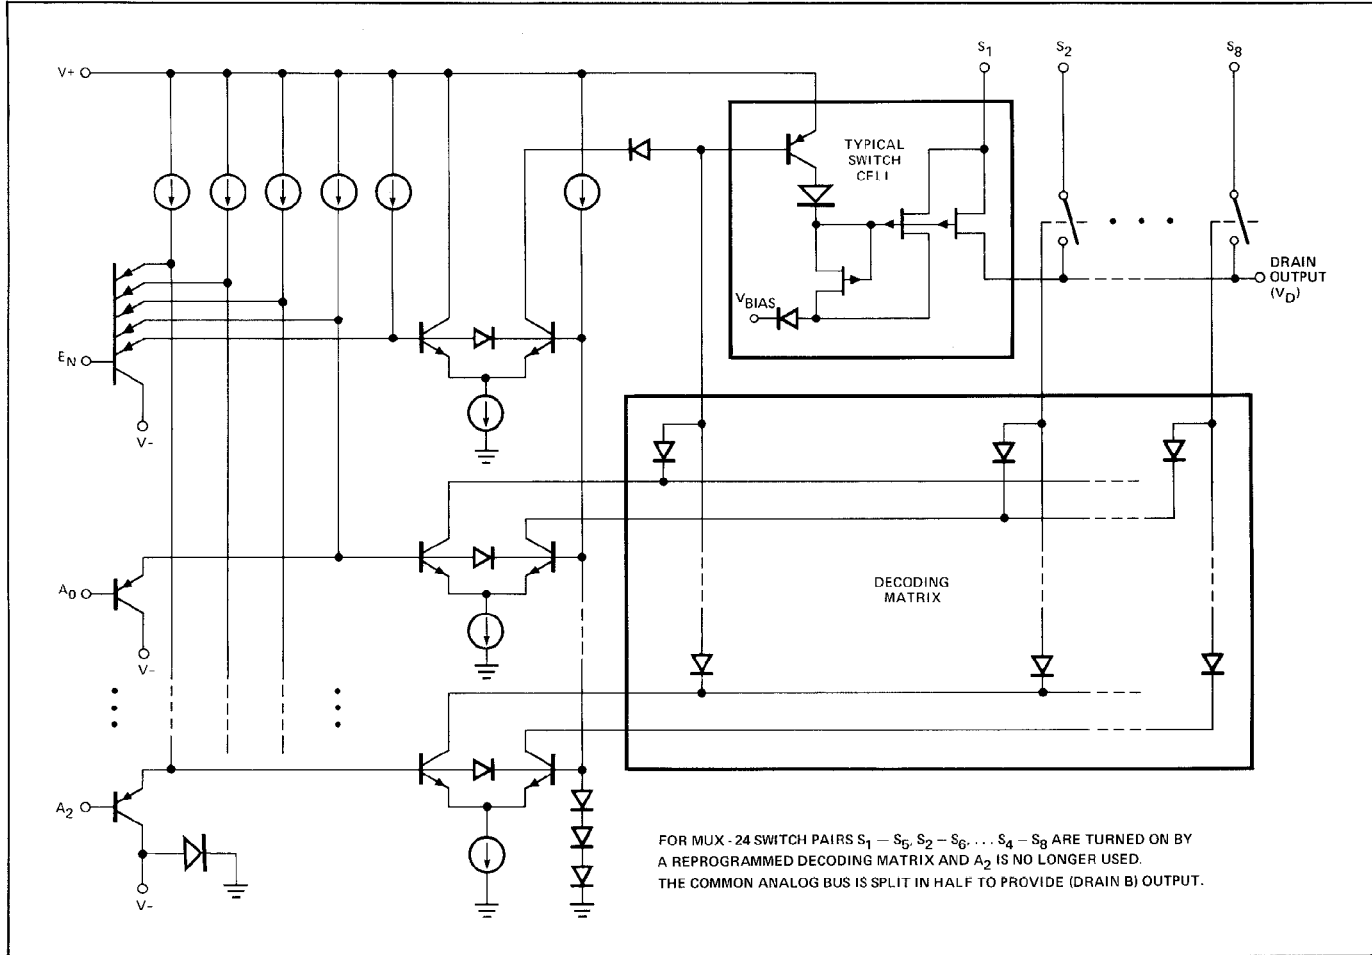 V+
S1
S2
S8
TYPICAL
SWITCH
CELL
VBIAS
DRAIN
OUTPUT
(VD)
EN
V-
A0
V-
DECODING
MATRIX
A2
V-
FOR MUX - 24 SWITCH PAIRS S1 – S5, S2 – S6, . . . S4 – S8 ARE TURNED ON BY
A REPROGRAMMED DECODING MATRIX AND A2 IS NO LONGER USED.
THE COMMON ANALOG BUS IS SPLIT IN HALF TO PROVIDE (DRAIN B) OUTPUT.